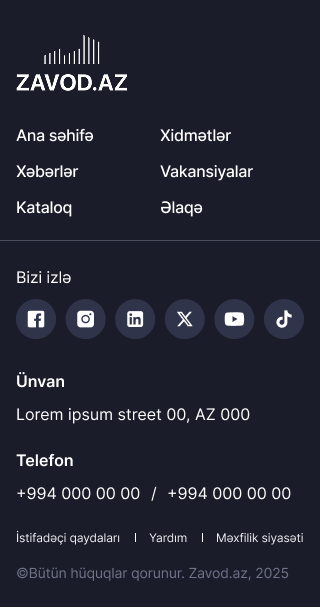 ZAVOD.AZ
Ana səhifə Xidmətlər
Xəbərlər Vakansiyalar
Kataloq Əlaqə
Bizi izlə
Ünvan
Lorem ipsum street 00, AZ 000
Telefon
+994 000 00 00 / +994 000 00 00
İstifadəçi qaydaları | Yardım | Məxfilik siyasəti
©Bütün hüquqlar qorunur. Zavod.az, 2025